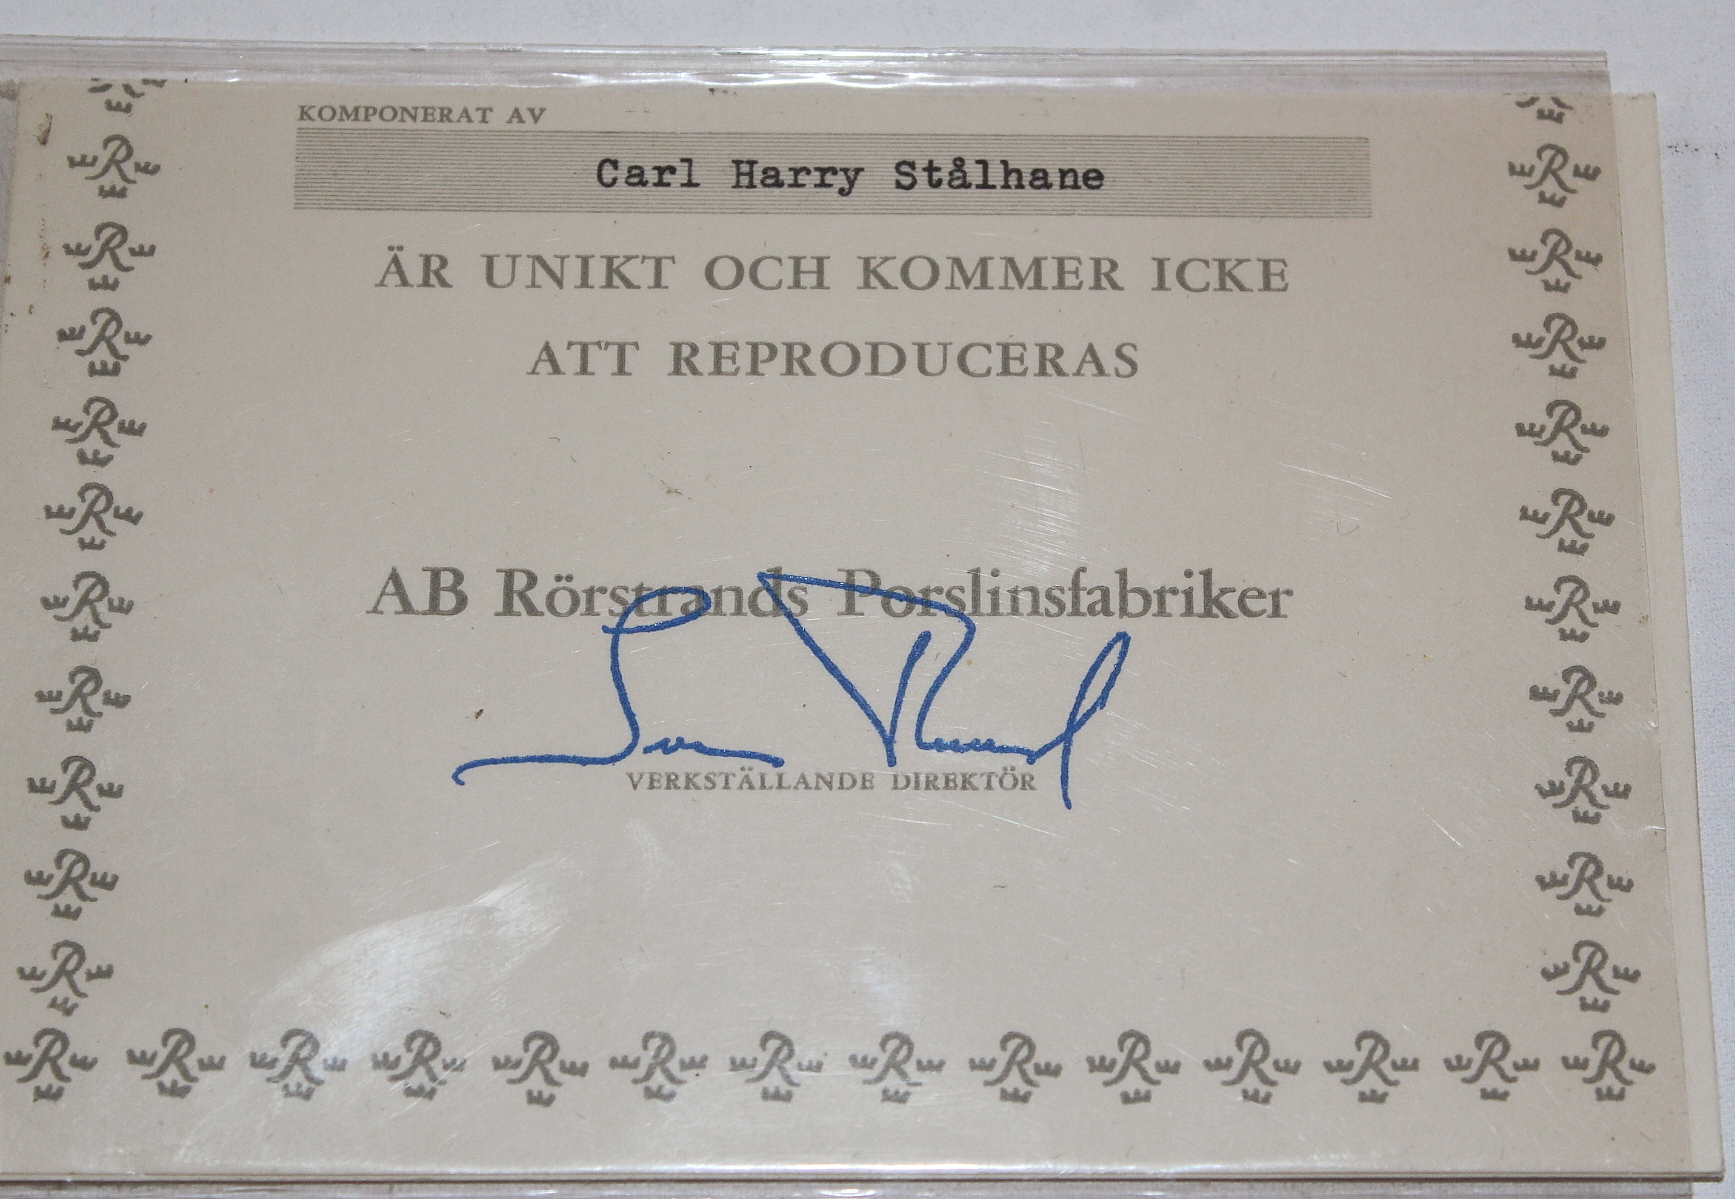 KOMPONERAT AV
Carl Harry Stålhane
ÄR UNIKT OCH KOMMER ICKE
ATT REPRODUCERAS
AB Rörstrands Porslinsfabriker
VERKSTÄLLANDE DIREKTÖR